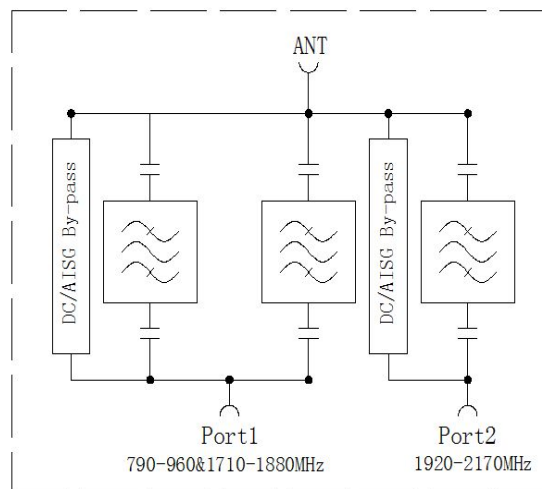 ANT
DC/AISG By-pass
DC/AISG By-pass
Port1
790-960&1710-1880MHz
Port2
1920-2170MHz